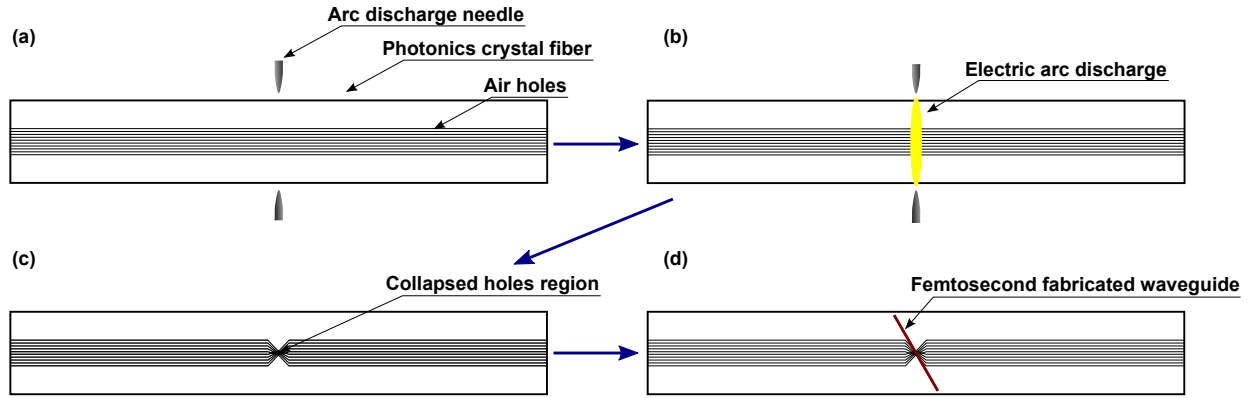 Arc discharge needle
(a)
Photonics crystal fiber
Air holes
(b)
Electric arc discharge
(c)
Collapsed holes region
(d)
Femtosecond fabricated waveguide